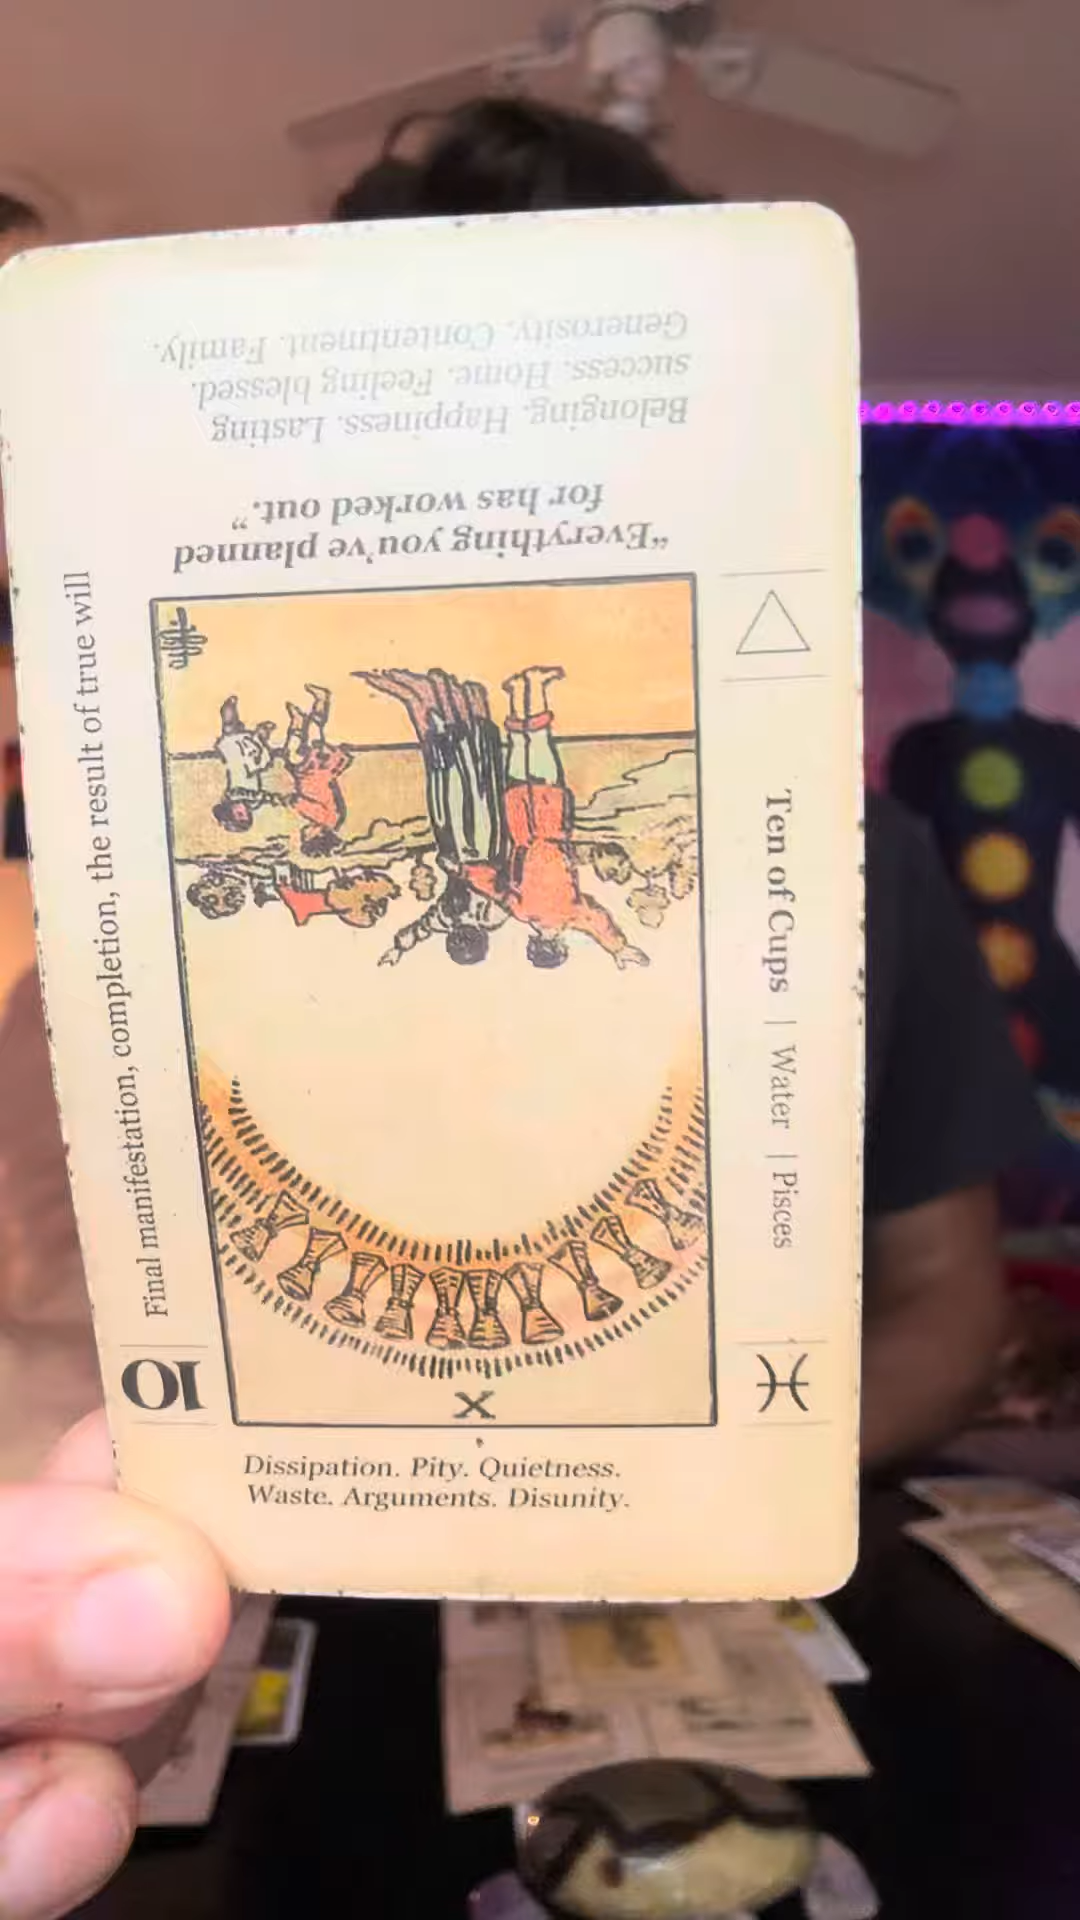 "Everything you've planned
for has worked out."
Belonging. Happiness. Lasting
success. Home. Feeling blessed.
Generosity. Contentment. Family.
Final manifestation, completion, the result of true will
10
Ten of Cups | Water | Pisces
X
Dissipation. Pity. Quietness.
Waste. Arguments. Disunity.